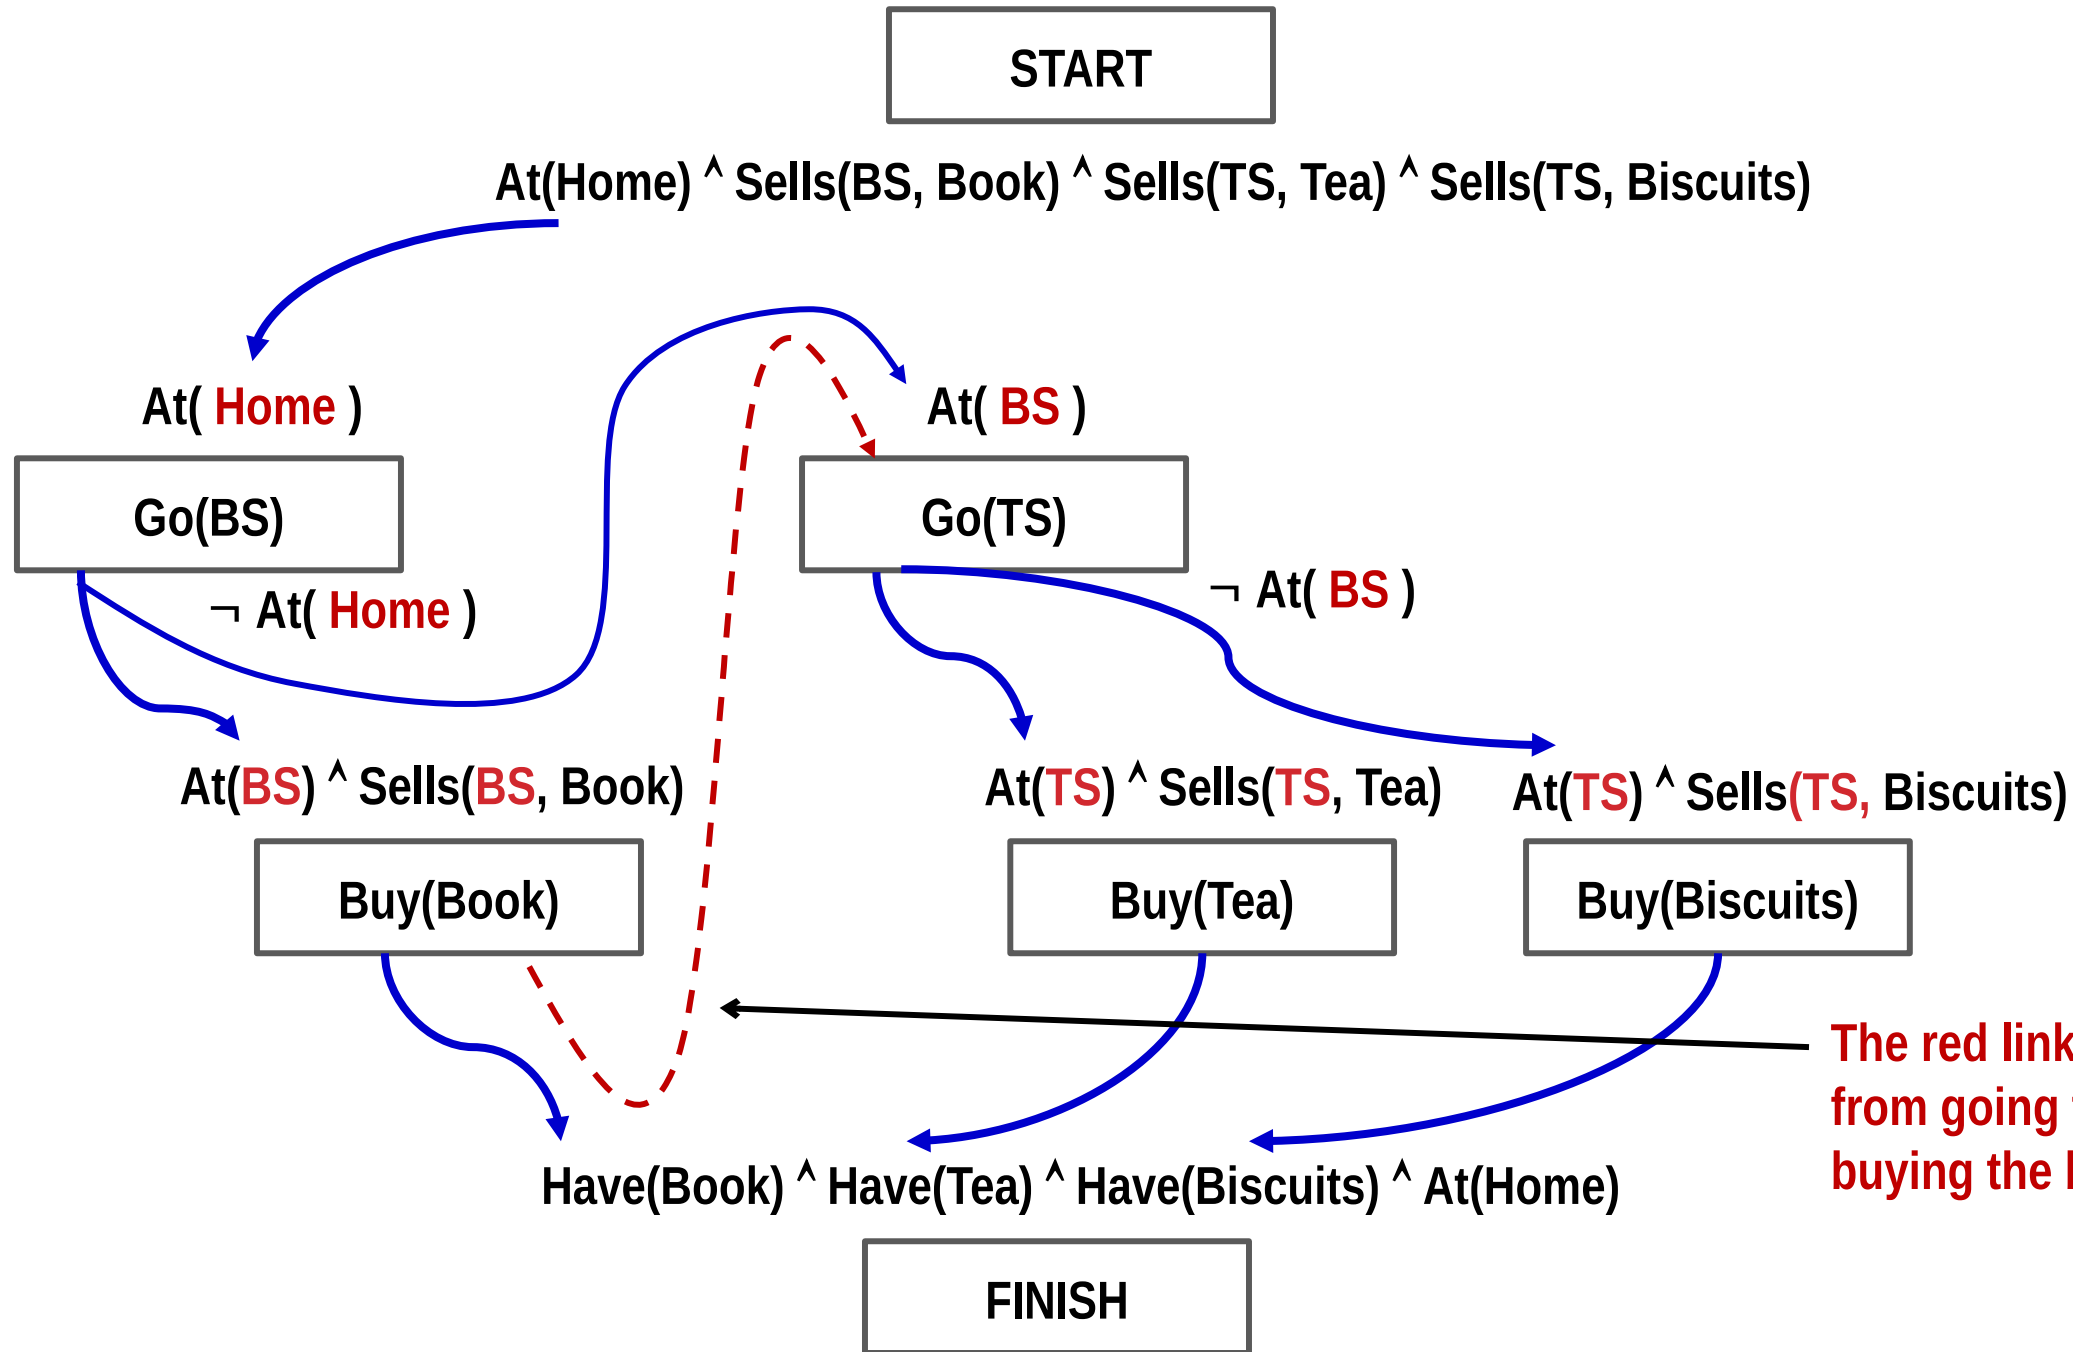 START
At(Home) ^ Sells(BS, Book) ^ Sells(TS, Tea) ^ Sells(TS, Biscuits)
At( Home )
At( BS )
Go(BS)
Go(TS)
¬ At( Home )
¬ At( BS )
At(BS) ^ Sells(BS, Book)
At(TS) ^ Sells(TS, Tea)
At(TS) ^ Sells(TS, Biscuits)
Buy(Book)
Buy(Tea)
Buy(Biscuits)
The red link
from going
buying the
Have(Book) ^ Have(Tea) ^ Have(Biscuits) ^ At(Home)
FINISH